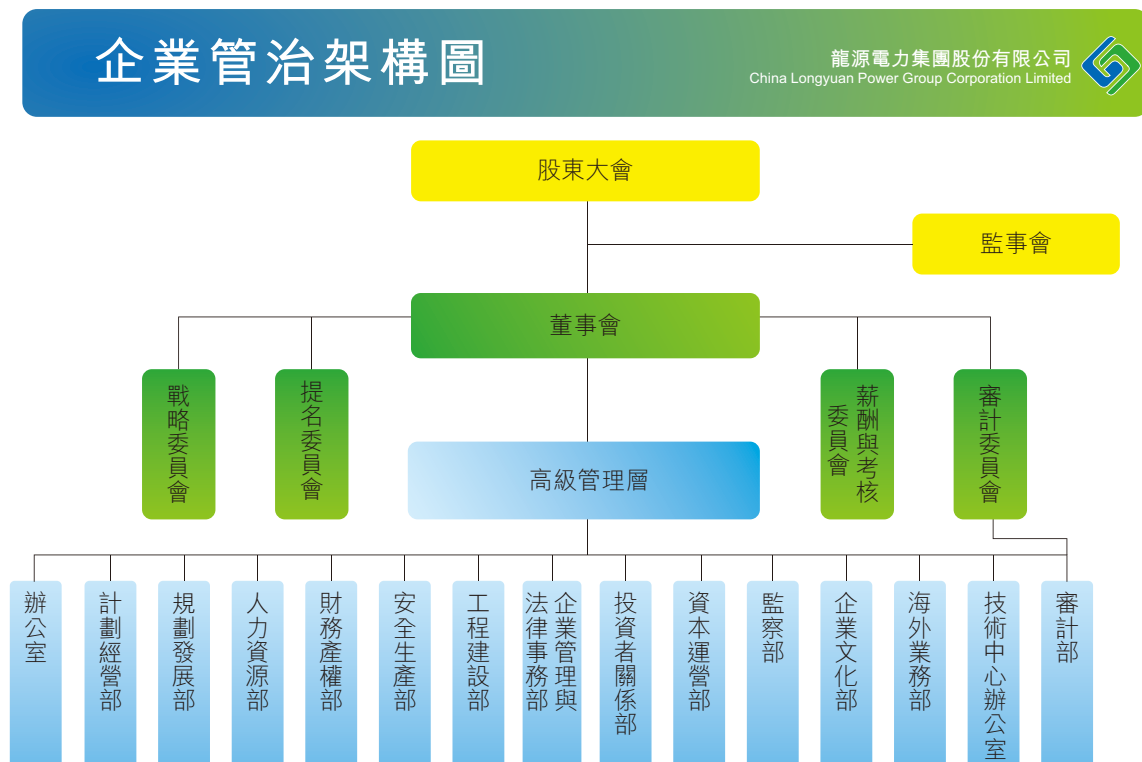 企業管治架構圖
龍源電力集團股份有限公司
China Longyuan Power Group Corporation Limited
股東大會
監事會
董事會
戰略委員會
提名委員會
薪酬與考核
委員會
審計委員會
高級管理層
辦公室
計劃經營部
規劃發展部
人力資源部
財務產權部
安全生產部
工程建設部
企業管理與
法律事務部
投資者關係部
資本運營部
監察部
企業文化部
海外業務部
技術中心辦公室
審計部